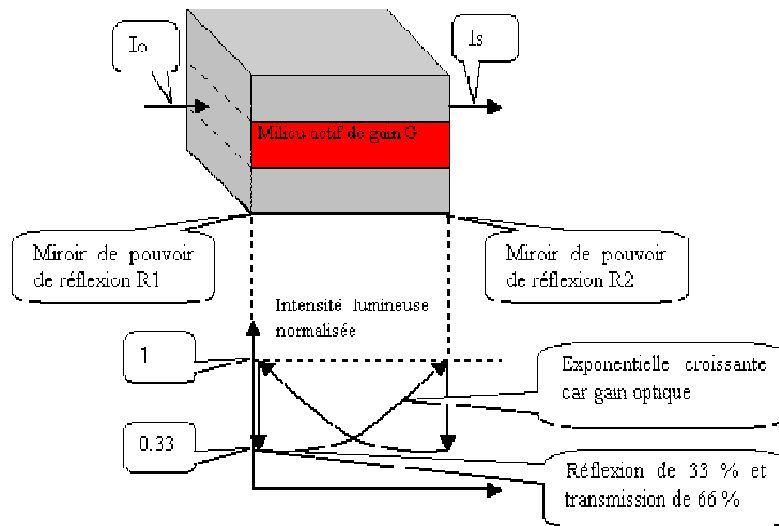 Io
Is
Milieu actif de gain G
Miroir de pouvoir
de réflexion R1
Miroir de pouvoir
de réflexion R2
Intensité lumineuse
normalisée
1
Exponentielle croissante
car gain optique
0.33
Réflexion de 33 % et
transmission de 66 %